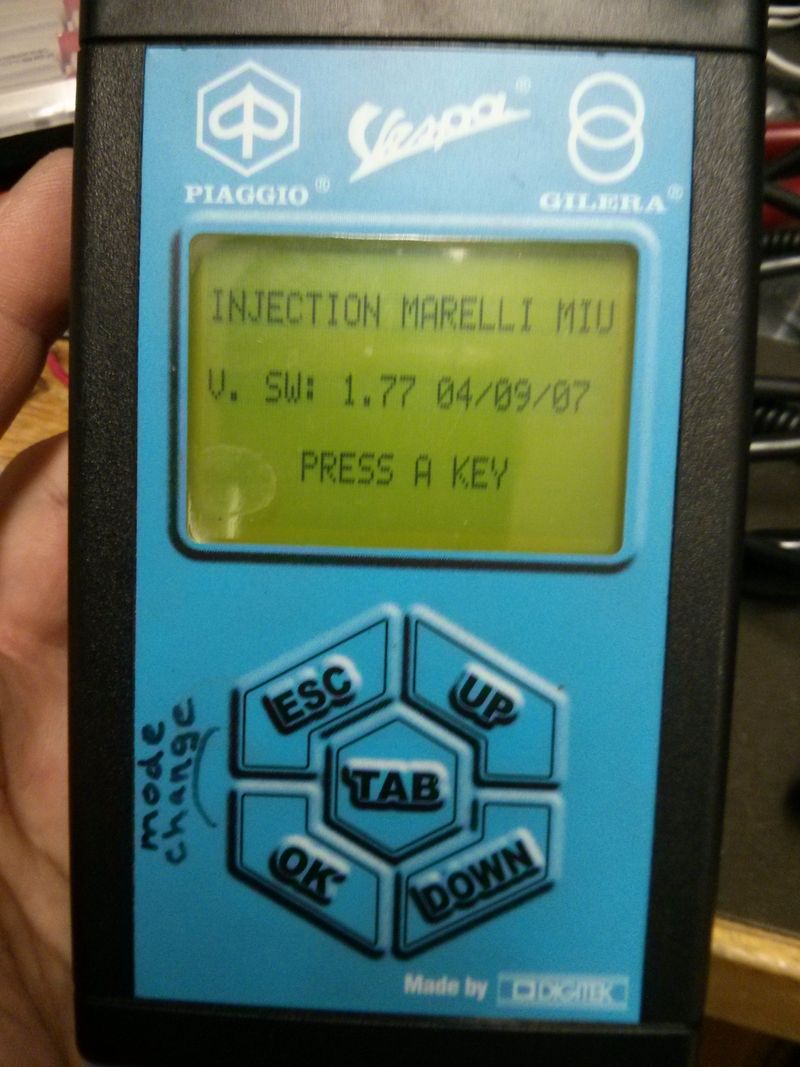 PIAGGIO®
Vespa®
GILERA®
INJECTION MARELLI MIU
V. SW: 1.77 04/09/07
PRESS A KEY
ESC
UP
TAB
mode
change
OK
DOWN
Made by DIGITEK